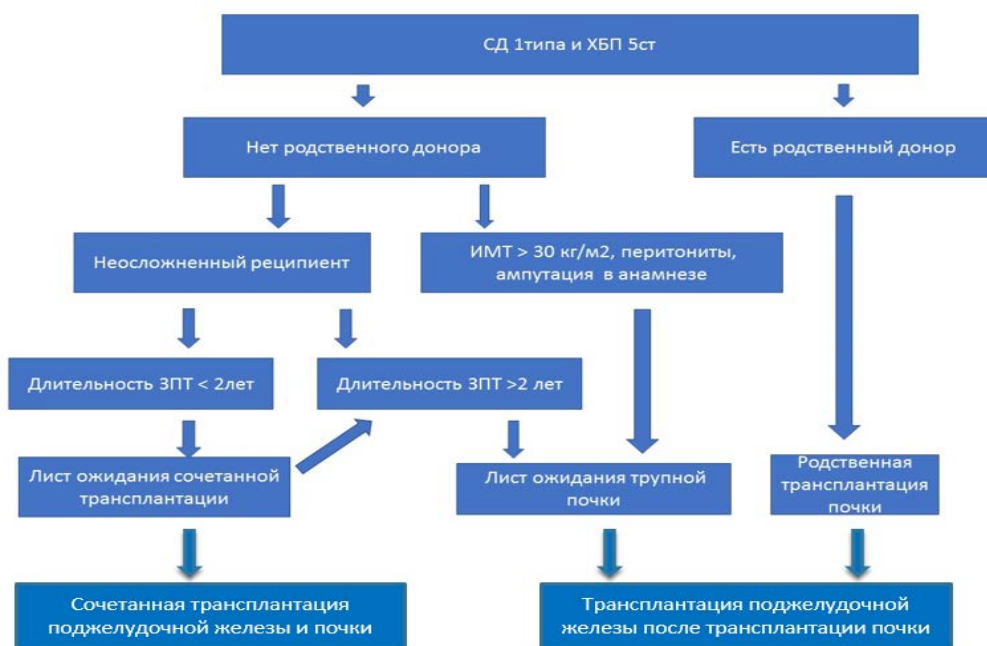 СД 1типа и ХБП 5ст
Нет родственного донора
Есть родственный донор
Неосложненный реципиент
ИМТ > 30 кг/м2, перитониты,
ампутация в анамнезе
Длительность ЗПТ < 2лет
Длительность ЗПТ >2 лет
Лист ожидания сочетанной
трансплантации
Лист ожидания трупной
почки
Родственная
трансплантация
почки
Сочетанная трансплантация
поджелудочной железы и почки
Трансплантация поджелудочной
железы после трансплантации почки